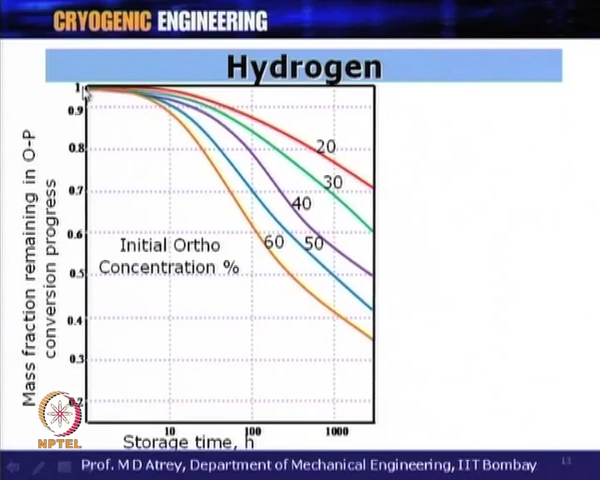 CRYOGENIC ENGINEERING
Hydrogen
Mass fraction remaining in O-P
conversion progress
1
0.9
0.8
0.7
0.6
0.5
0.4
0.3
0.2
20
30
40
50
60
Initial Ortho
Concentration %
10
100
1000
Storage time, h
NPTEL
Prof. M D Atrey, Department of Mechanical Engineering, IIT Bombay
13